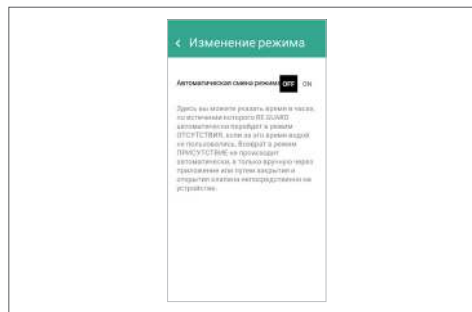 ‹ Изменение режима
Автоматическая смена режима OFF ON
Здесь вы можете указать время в часах,
по истечении которого RE.GUARD
автоматически перейдет в режим
ОТСУТСТВИЯ, если за это время водой
не пользовались. Возврат в режим
ПРИСУТСТВИЕ не происходит
автоматически, а только вручную через
приложение или путем закрытия и
открытия клапана непосредственно на
устройстве.